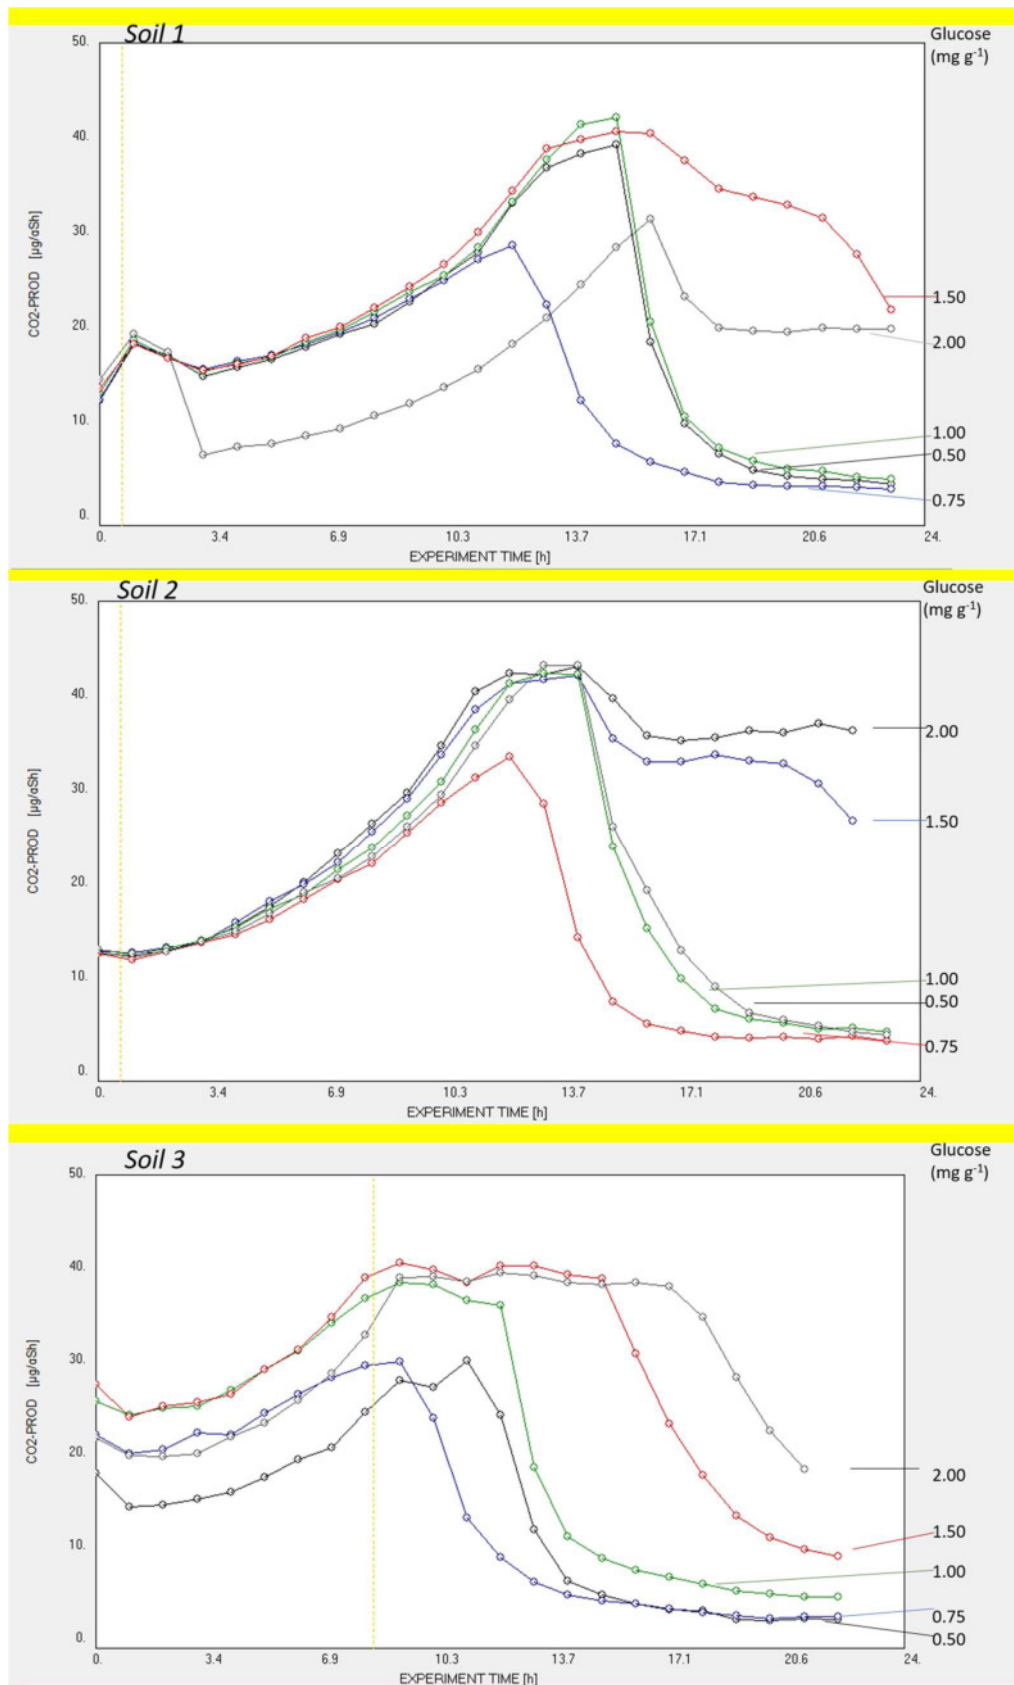 Soil 1
Glucose
(mg g-1)
50.
40.
30.
20.
10.
0.
CO2-PROD [µg/aSh]
1.50
2.00
1.00
0.50
0.75
0. 3.4 6.9 10.3 13.7 17.1 20.6 24.
EXPERIMENT TIME [h]
Soil 2
Glucose
(mg g-1)
50.
40.
30.
20.
10.
0.
CO2-PROD [µg/aSh]
2.00
1.50
1.00
0.50
0.75
0. 3.4 6.9 10.3 13.7 17.1 20.6 24.
EXPERIMENT TIME [h]
Soil 3
Glucose
(mg g-1)
50.
40.
30.
20.
10.
0.
CO2-PROD [µg/aSh]
2.00
1.50
1.00
0.75
0.50
0. 3.4 6.9 10.3 13.7 17.1 20.6 24.
EXPERIMENT TIME [h]